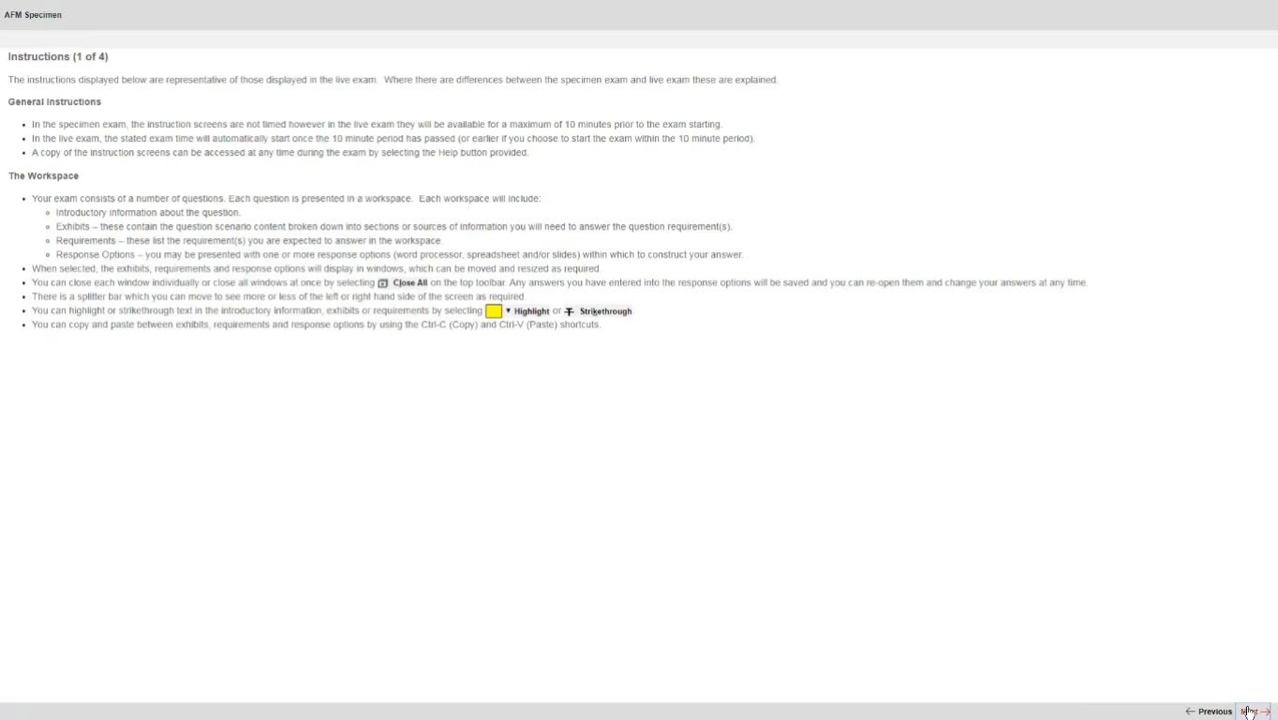 AFM Specimen
Instructions (1 of 4)
The instructions displayed below are representative of those displayed in the live exam. Where there are differences between the specimen exam and live exam these are explained.
General Instructions
In the specimen exam, the instruction screens are not timed however in the live exam they will be available for a maximum of 10 minutes prior to the exam starting.
In the live exam, the stated exam time will automatically start once the 10 minute period has passed (or earlier if you choose to start the exam within the 10 minute period).
A copy of the instruction screens can be accessed at any time during the exam by selecting the Help button provided.
The Workspace
Your exam consists of a number of questions. Each question is presented in a workspace. Each workspace will include:
Introductory information about the question.
Exhibits – these contain the question scenario content broken down into sections or sources of information you will need to answer the question requirement(s).
Requirements – these list the requirement(s) you are expected to answer in the workspace.
Response Options – you may be presented with one or more response options (word processor, spreadsheet and/or slides) within which to construct your answer.
When selected, the exhibits, requirements and response options will display in windows, which can be moved and resized as required.
You can close each window individually or close all windows at once by selecting Close All on the top toolbar. Any answers you have entered into the response options will be saved and you can re-open them and change your answers at any time.
There is a splitter bar which you can move to see more or less of the left or right hand side of the screen as required.
You can highlight or strikethrough text in the introductory information, exhibits or requirements by selecting Highlight or Strikethrough
You can copy and paste between exhibits, requirements and response options by using the Ctrl-C (Copy) and Ctrl-V (Paste) shortcuts.
Previous